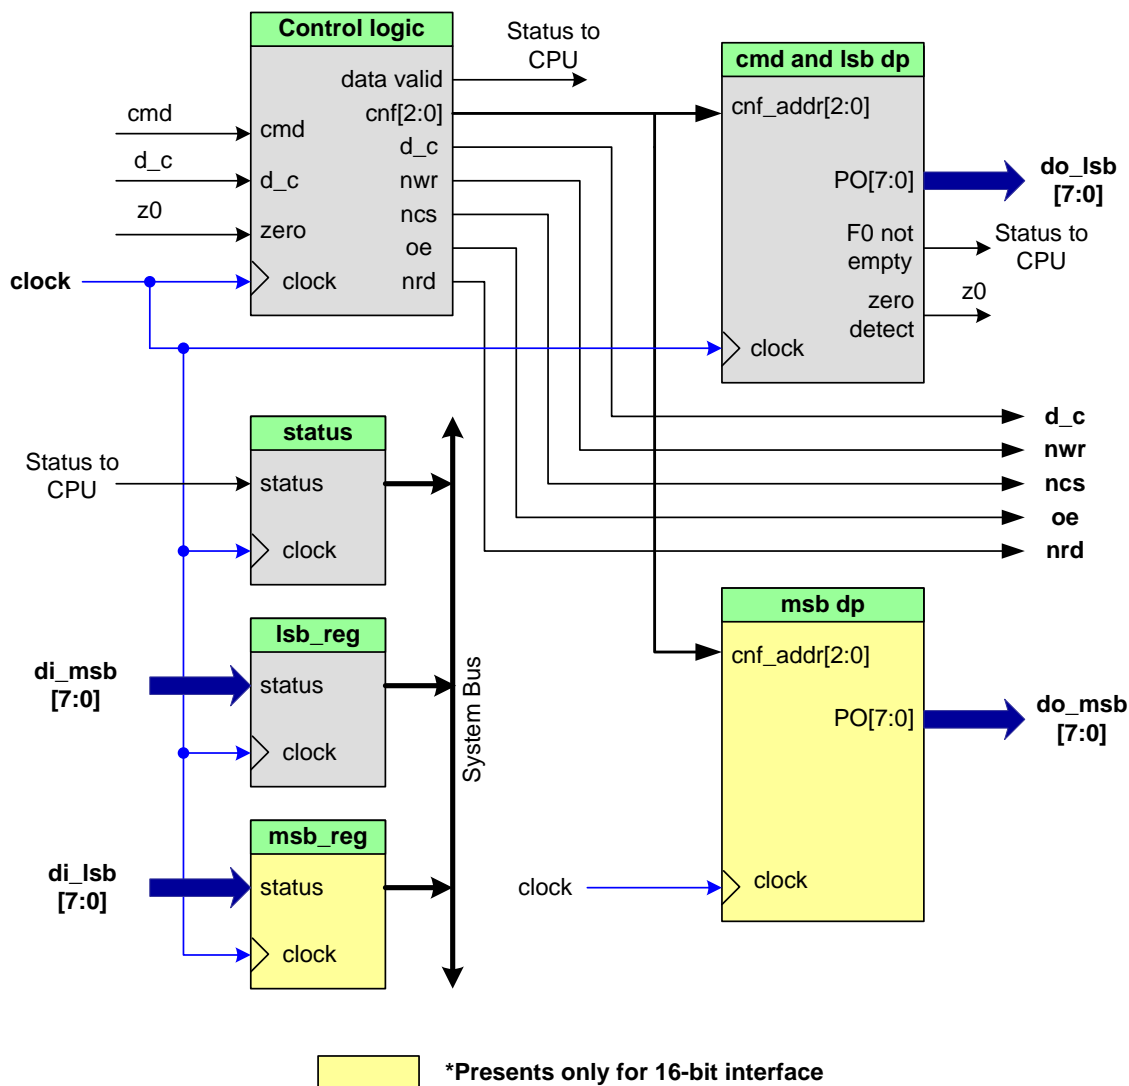 Control logic
cmd
d_c
z0
clock
cmd
d_c
zero
clock
data valid
cnf[2:0]
d_c
nwr
ncs
oe
nrd
Status to
CPU
cmd and lsb dp
cnf_addr[2:0]
PO[7:0]
F0 not
empty
zero
detect
clock
do_lsb
[7:0]
Status to
CPU
z0
d_c
nwr
ncs
oe
nrd
status
Status to
CPU
status
clock
lsb_reg
di_msb
[7:0]
status
clock
msb_reg
di_lsb
[7:0]
status
clock
System Bus
msb dp
cnf_addr[2:0]
PO[7:0]
clock
clock
do_msb
[7:0]
*Presents only for 16-bit interface